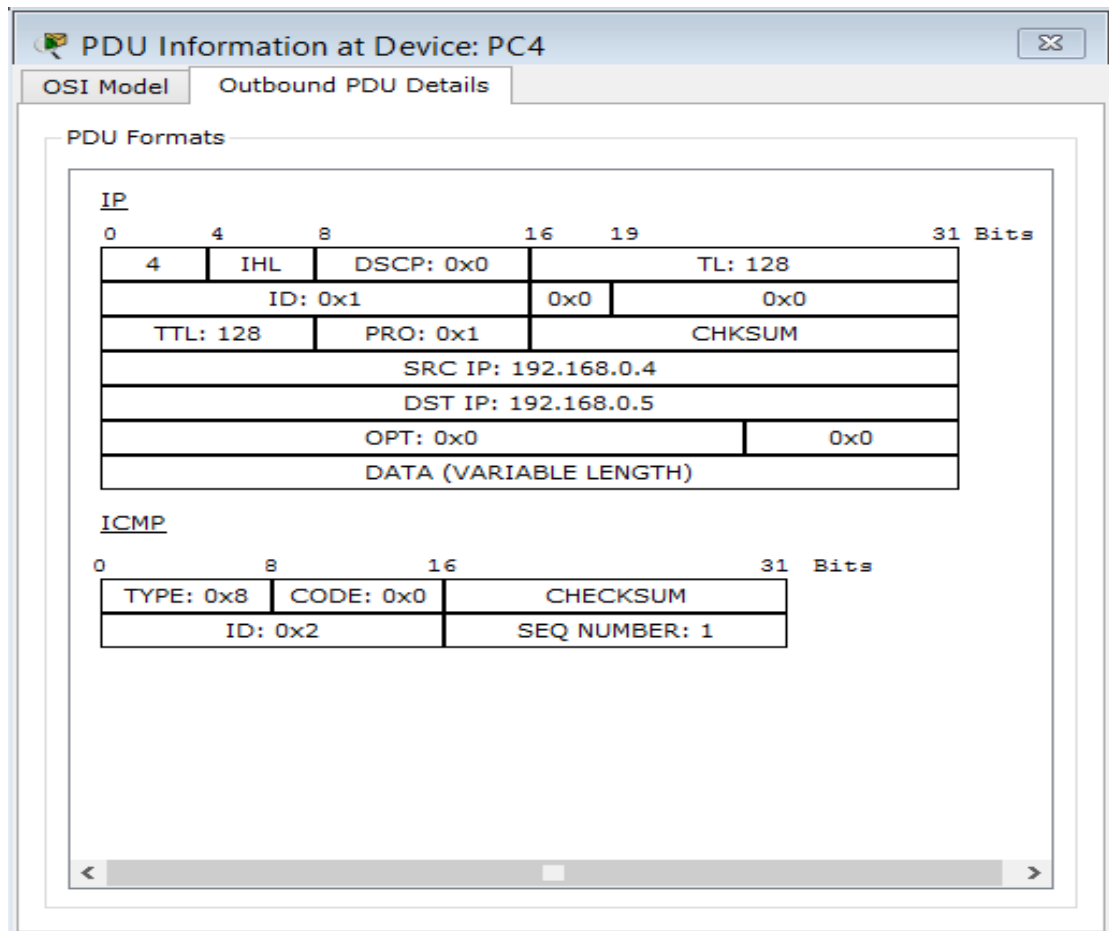 PDU Information at Device: PC4
OSI Model Outbound PDU Details
PDU Formats
IP
0 4 8 16 19 31 Bits
4 IHL DSCP: 0x0 TL: 128
ID: 0x1 0x0 0x0
TTL: 128 PRO: 0x1 CHKSUM
SRC IP: 192.168.0.4
DST IP: 192.168.0.5
OPT: 0x0 0x0
DATA (VARIABLE LENGTH)
ICMP
0 8 16 31 Bits
TYPE: 0x8 CODE: 0x0 CHECKSUM
ID: 0x2 SEQ NUMBER: 1